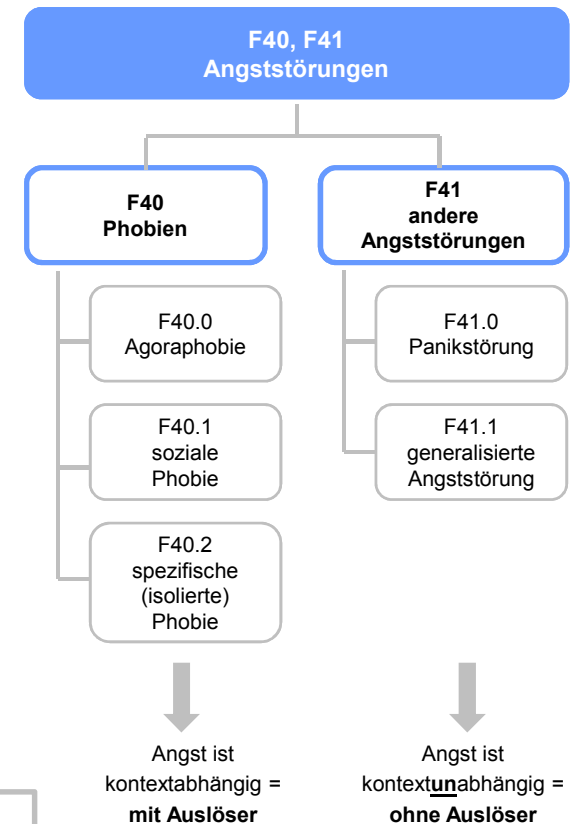 F40, F41
Angststörungen
F40
Phobien
F41
andere
Angststörungen
F40.0
Agoraphobie
F40.1
soziale
Phobie
F40.2
spezifische
(isolierte)
Phobie
F41.0
Panikstörung
F41.1
generalisierte
Angststörung
Angst ist
kontextabhängig =
mit Auslöser
Angst ist
kontextunabhängig =
ohne Auslöser